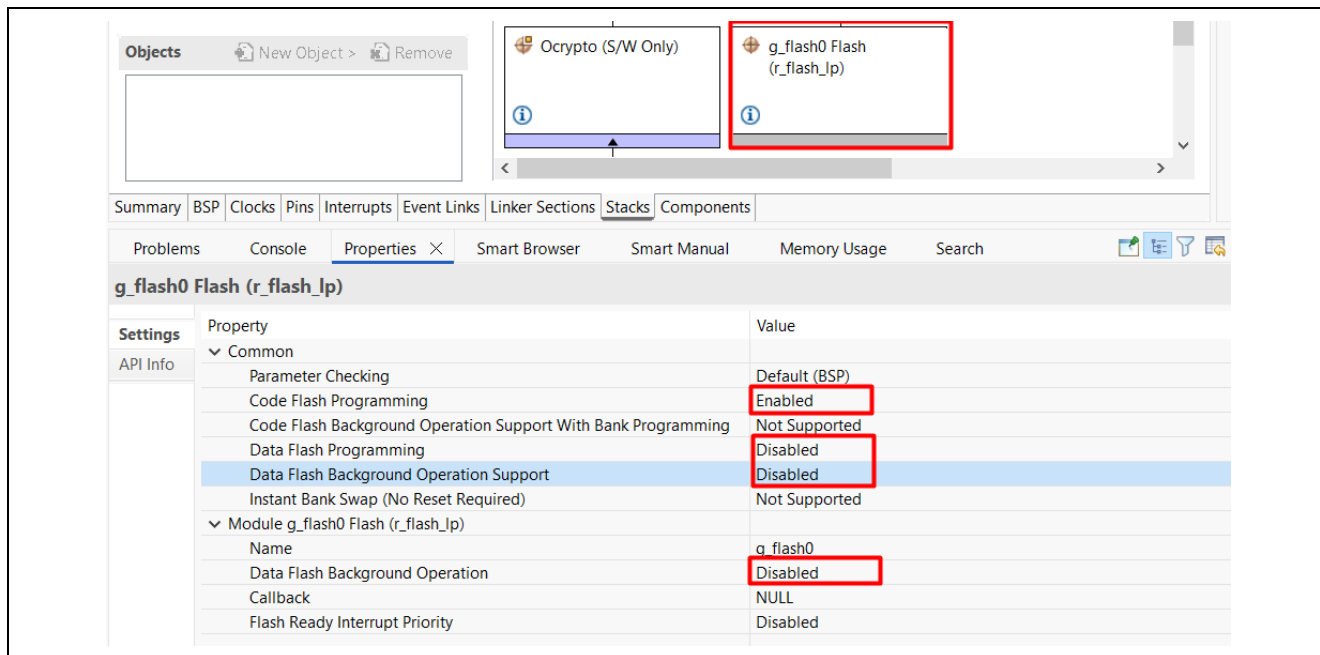 Objects
New Object >
Remove
Ocrypto (S/W Only)
g_flash0 Flash
(r_flash_lp)
Summary BSP Clocks Pins Interrupts Event Links Linker Sections Stacks Components
Problems Console Properties Smart Browser Smart Manual Memory Usage Search
g_flash0 Flash (r_flash_lp)
Settings
API Info
Property Value
Common
Parameter Checking Default (BSP)
Code Flash Programming Enabled
Code Flash Background Operation Support With Bank Programming Not Supported
Data Flash Programming Disabled
Data Flash Background Operation Support Disabled
Instant Bank Swap (No Reset Required) Not Supported
Module g_flash0 Flash (r_flash_lp)
Name g_flash0
Data Flash Background Operation Disabled
Callback NULL
Flash Ready Interrupt Priority Disabled